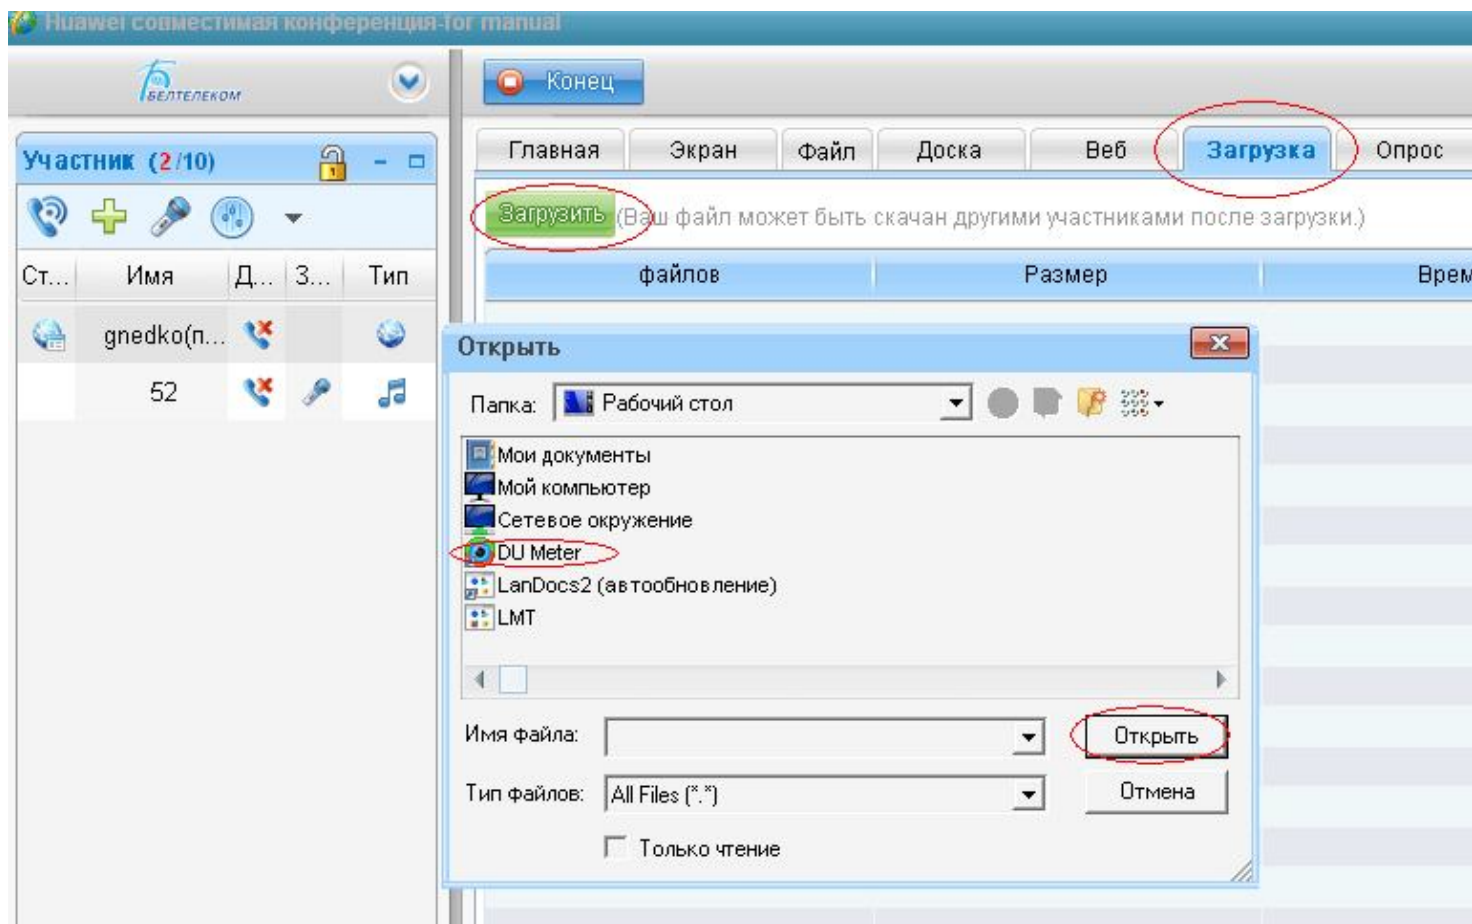 Huawei совместимая конференция-for manual
БЕЛТЕЛЕКОМ
Конец
Участник (2/10)
Главная Экран Файл Доска Веб Загрузка Опрос
Загрузить (Ваш файл может быть скачан другими участниками после загрузки.)
Ст... Имя Д... З... Тип
файлов Размер Врем
gnedko(п...
52
Открыть
Папка: Рабочий стол
Мои документы
Мой компьютер
Сетевое окружение
DU Meter
LanDocs2 (автообновление)
LMT
Имя файла: Открыть
Тип файлов: All Files (*.*) Отмена
Только чтение